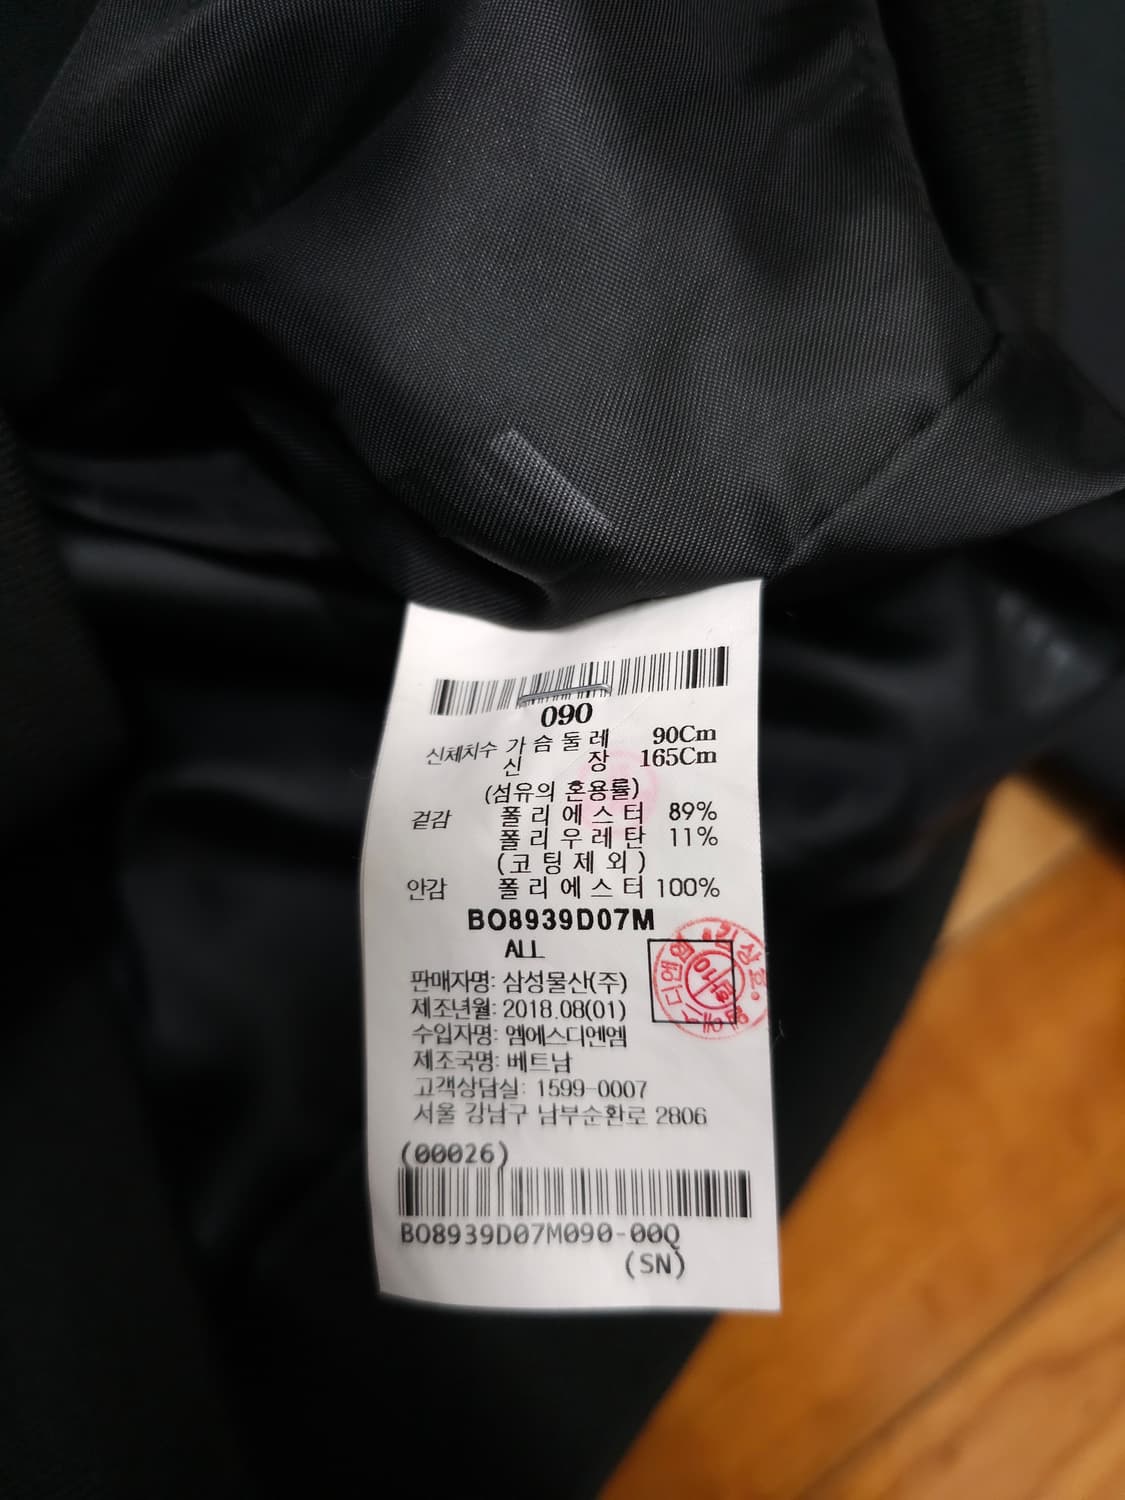 090
신체치수 가슴둘레 90Cm
신장 165Cm
(섬유의 혼용률)
겉감 폴리에스터 89%
폴리우레탄 11%
(코팅제외)
안감 폴리에스터 100%
BO8939D07M
ALL
판매자명: 삼성물산(주)
제조년월: 2018.08(01)
수입자명: 엠에스디엔엠
제조국명: 베트남
고객상담실: 1599-0007
서울 강남구 남부순환로 2806
(00026)
BO8939D07M090-00Q
(SN)